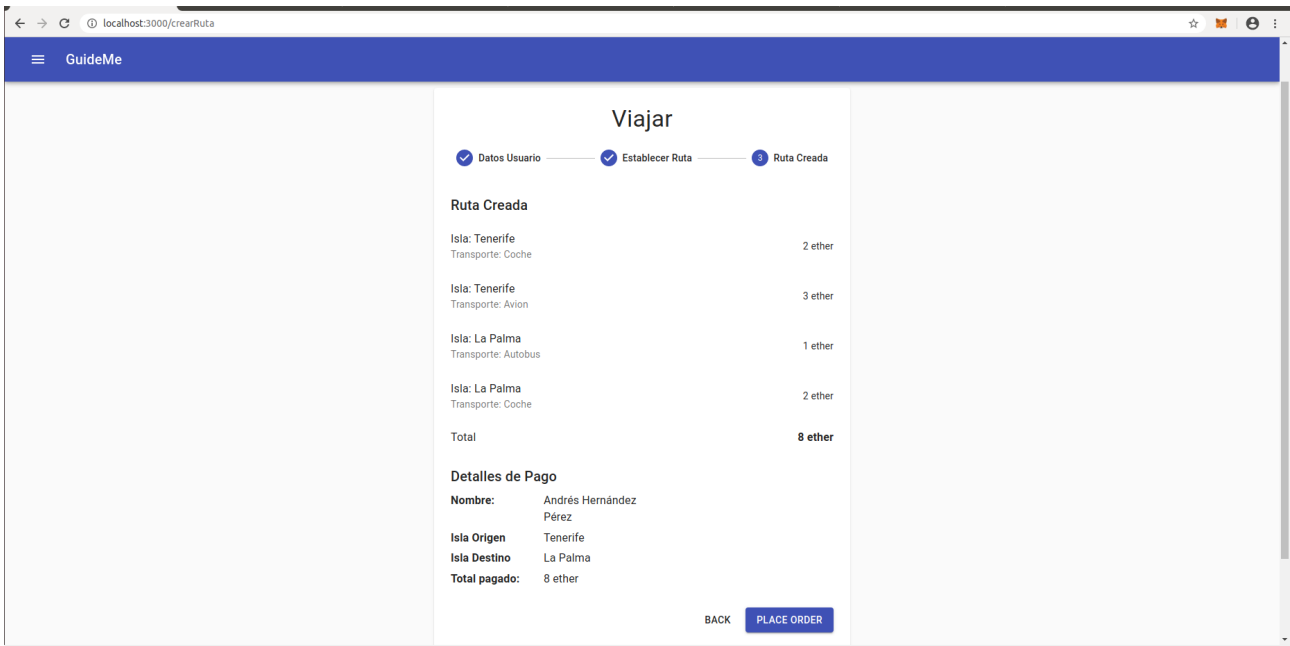 localhost:3000/crearRuta
GuideMe
Viajar
Datos Usuario
Establecer Ruta
3 Ruta Creada
Ruta Creada
Isla: Tenerife
2 ether
Transporte: Coche
Isla: Tenerife
3 ether
Transporte: Avion
Isla: La Palma
1 ether
Transporte: Autobus
Isla: La Palma
2 ether
Transporte: Coche
Total 8 ether
Detalles de Pago
Nombre: Andrés Hernández
Pérez
Isla Origen Tenerife
Isla Destino La Palma
Total pagado: 8 ether
BACK PLACE ORDER